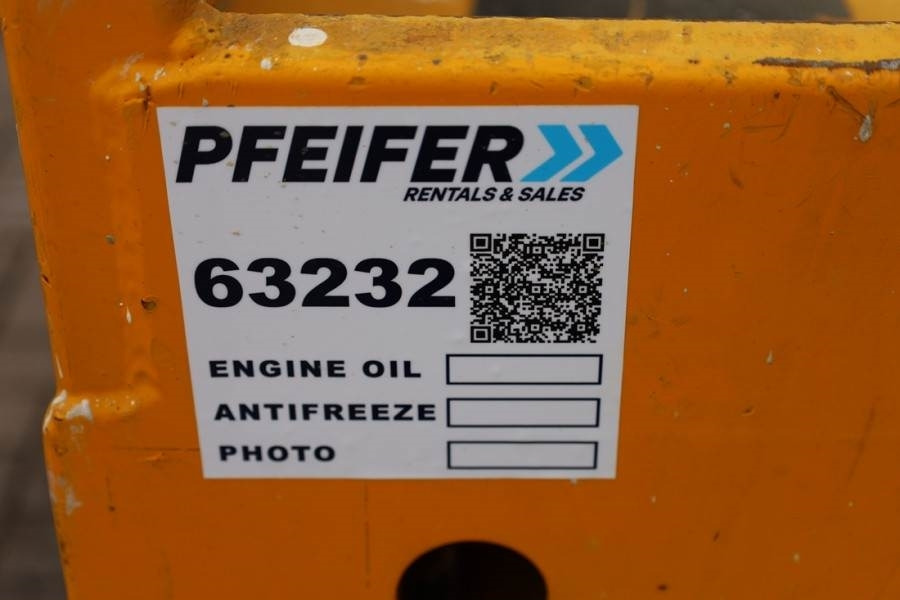 PFEIFER
RENTALS & SALES
63232
ENGINE OIL
ANTIFREEZE
PHOTO